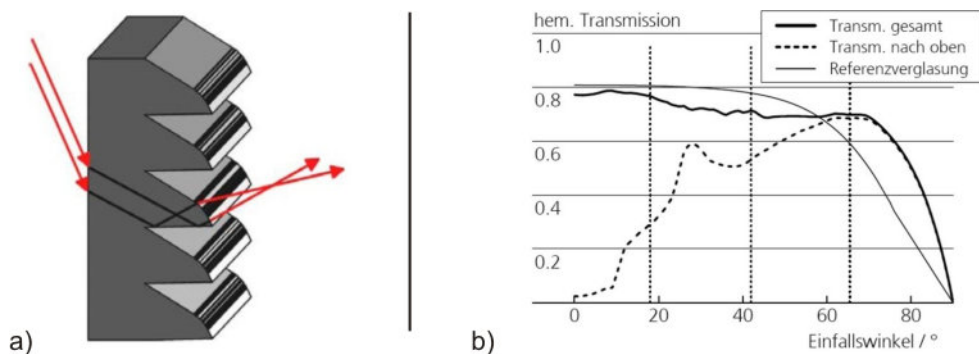 a)
b)
hem. Transmission
Transm. gesamt
Transm. nach oben
Referenzverglasung
1.0
0.8
0.6
0.4
0.2
0 20 40 60 80
Einfallswinkel / °